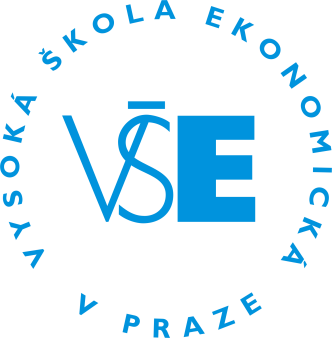 VYSOKÁ ŠKOLA EKONOMICKÁ
VŠE
V PRAZE